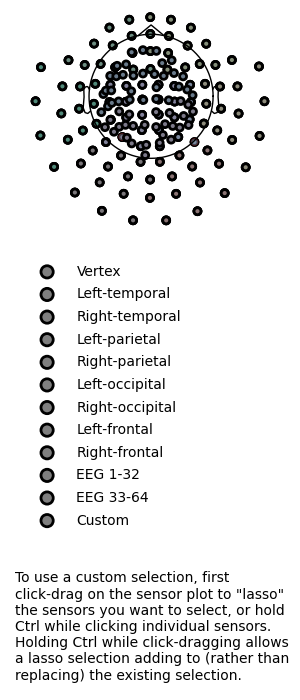 Vertex
Left-temporal
Right-temporal
Left-parietal
Right-parietal
Left-occipital
Right-occipital
Left-frontal
Right-frontal
EEG 1-32
EEG 33-64
Custom
To use a custom selection, first
click-drag on the sensor plot to "lasso"
the sensors you want to select, or hold
Ctrl while clicking individual sensors.
Holding Ctrl while click-dragging allows
a lasso selection adding to (rather than
replacing) the existing selection.